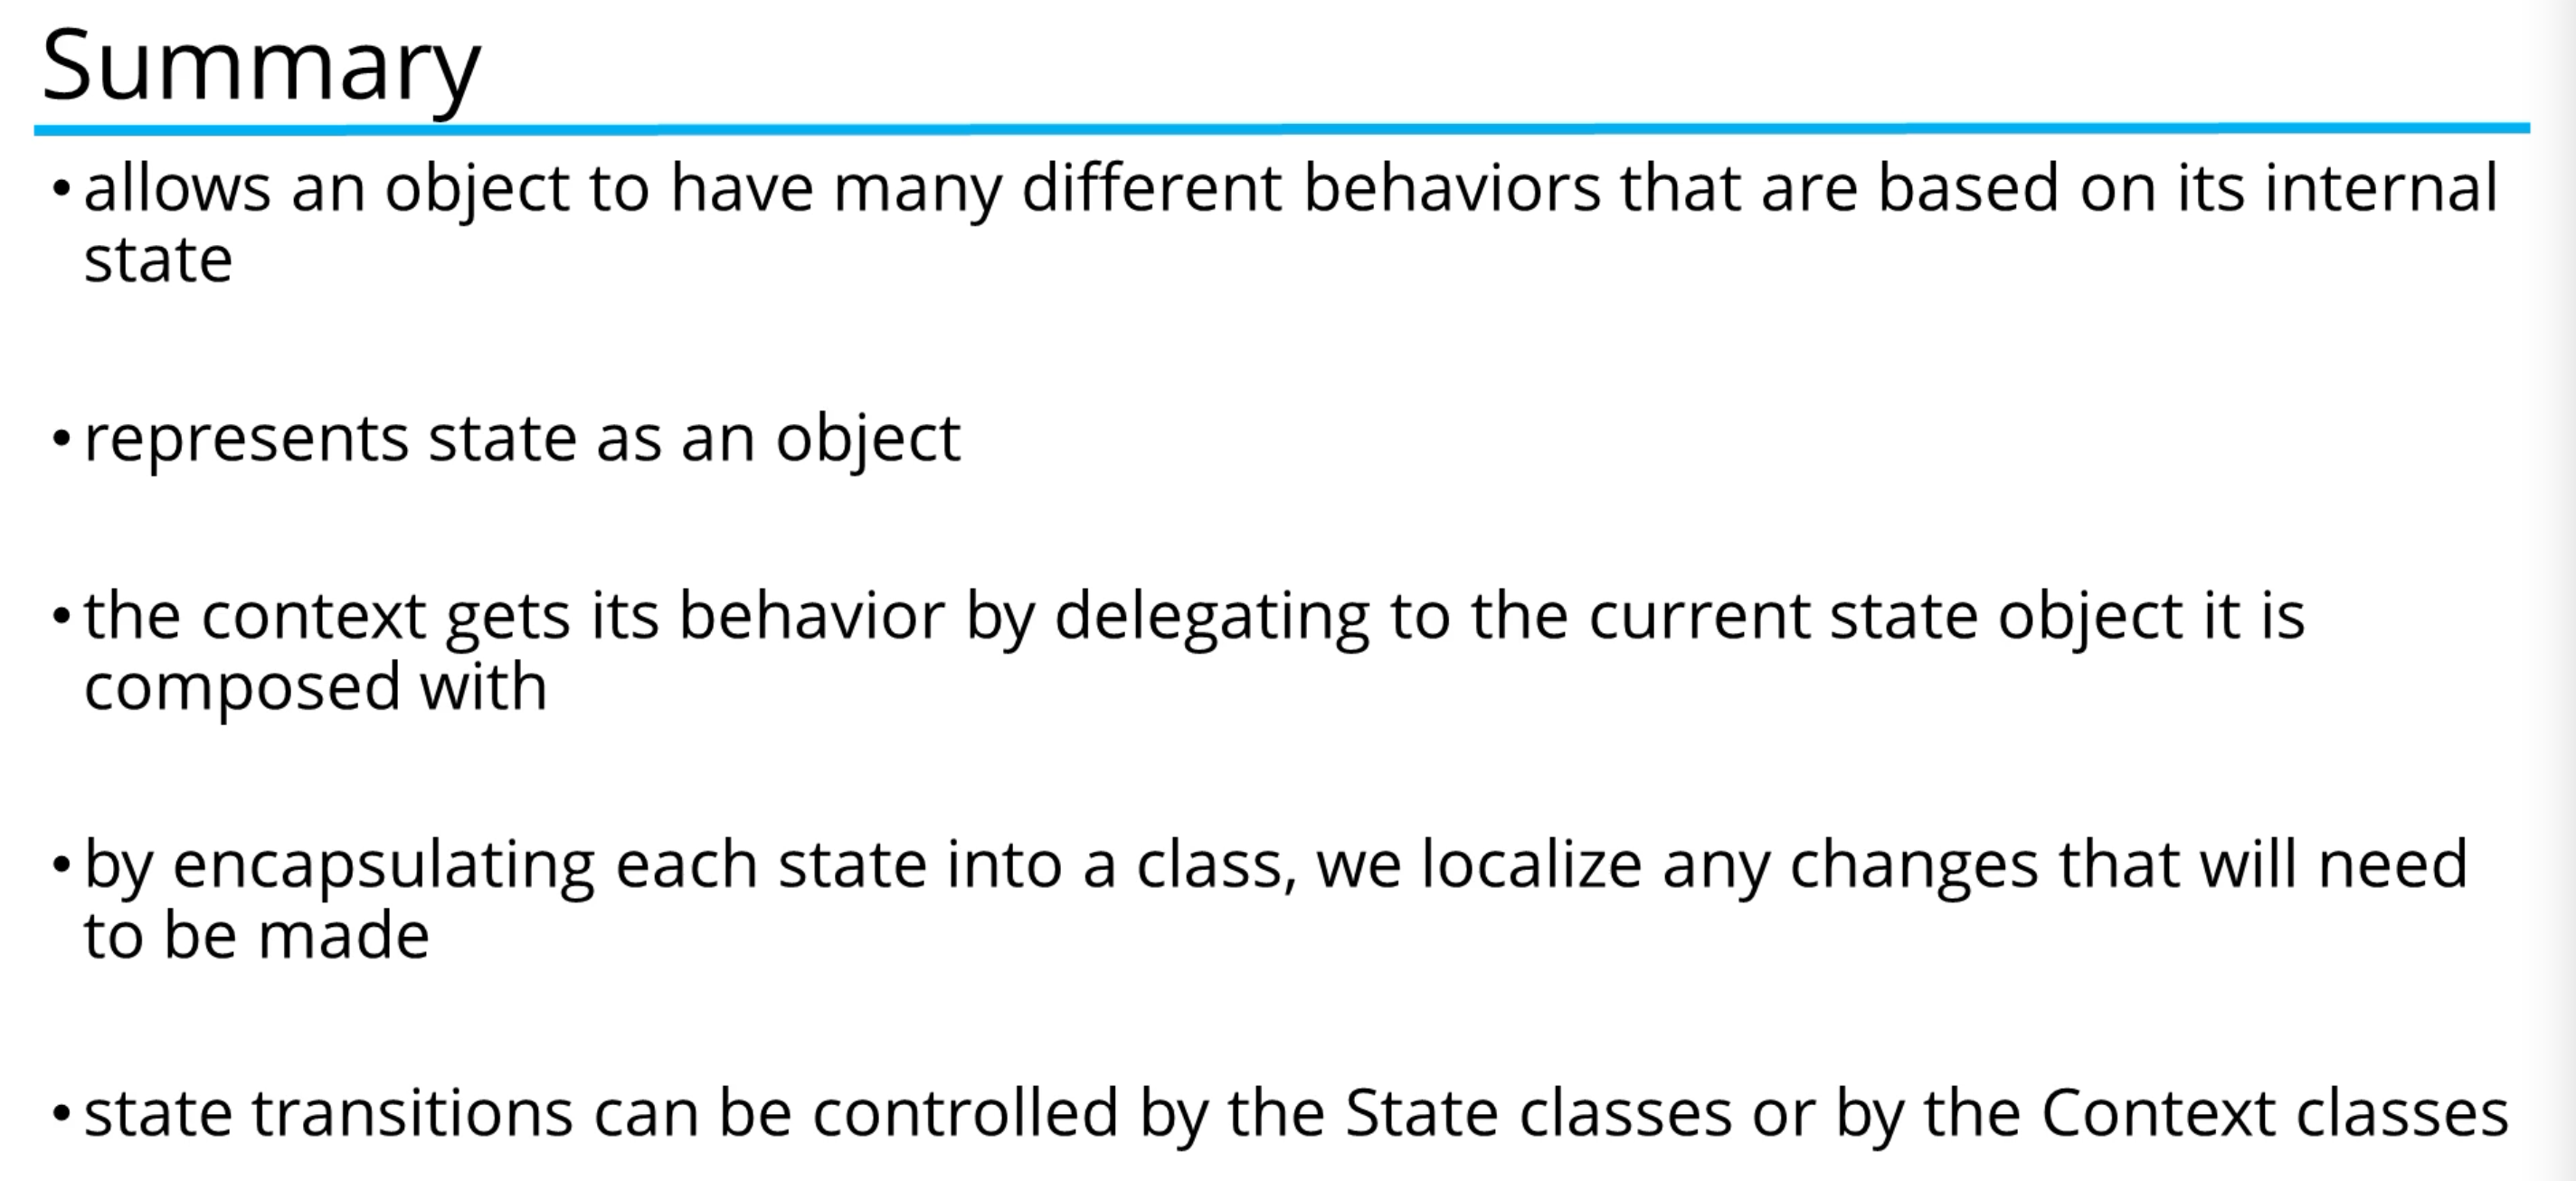 Summary
• allows an object to have many different behaviors that are based on its internal
state
• represents state as an object
• the context gets its behavior by delegating to the current state object it is
composed with
• by encapsulating each state into a class, we localize any changes that will need
to be made
• state transitions can be controlled by the State classes or by the Context classes